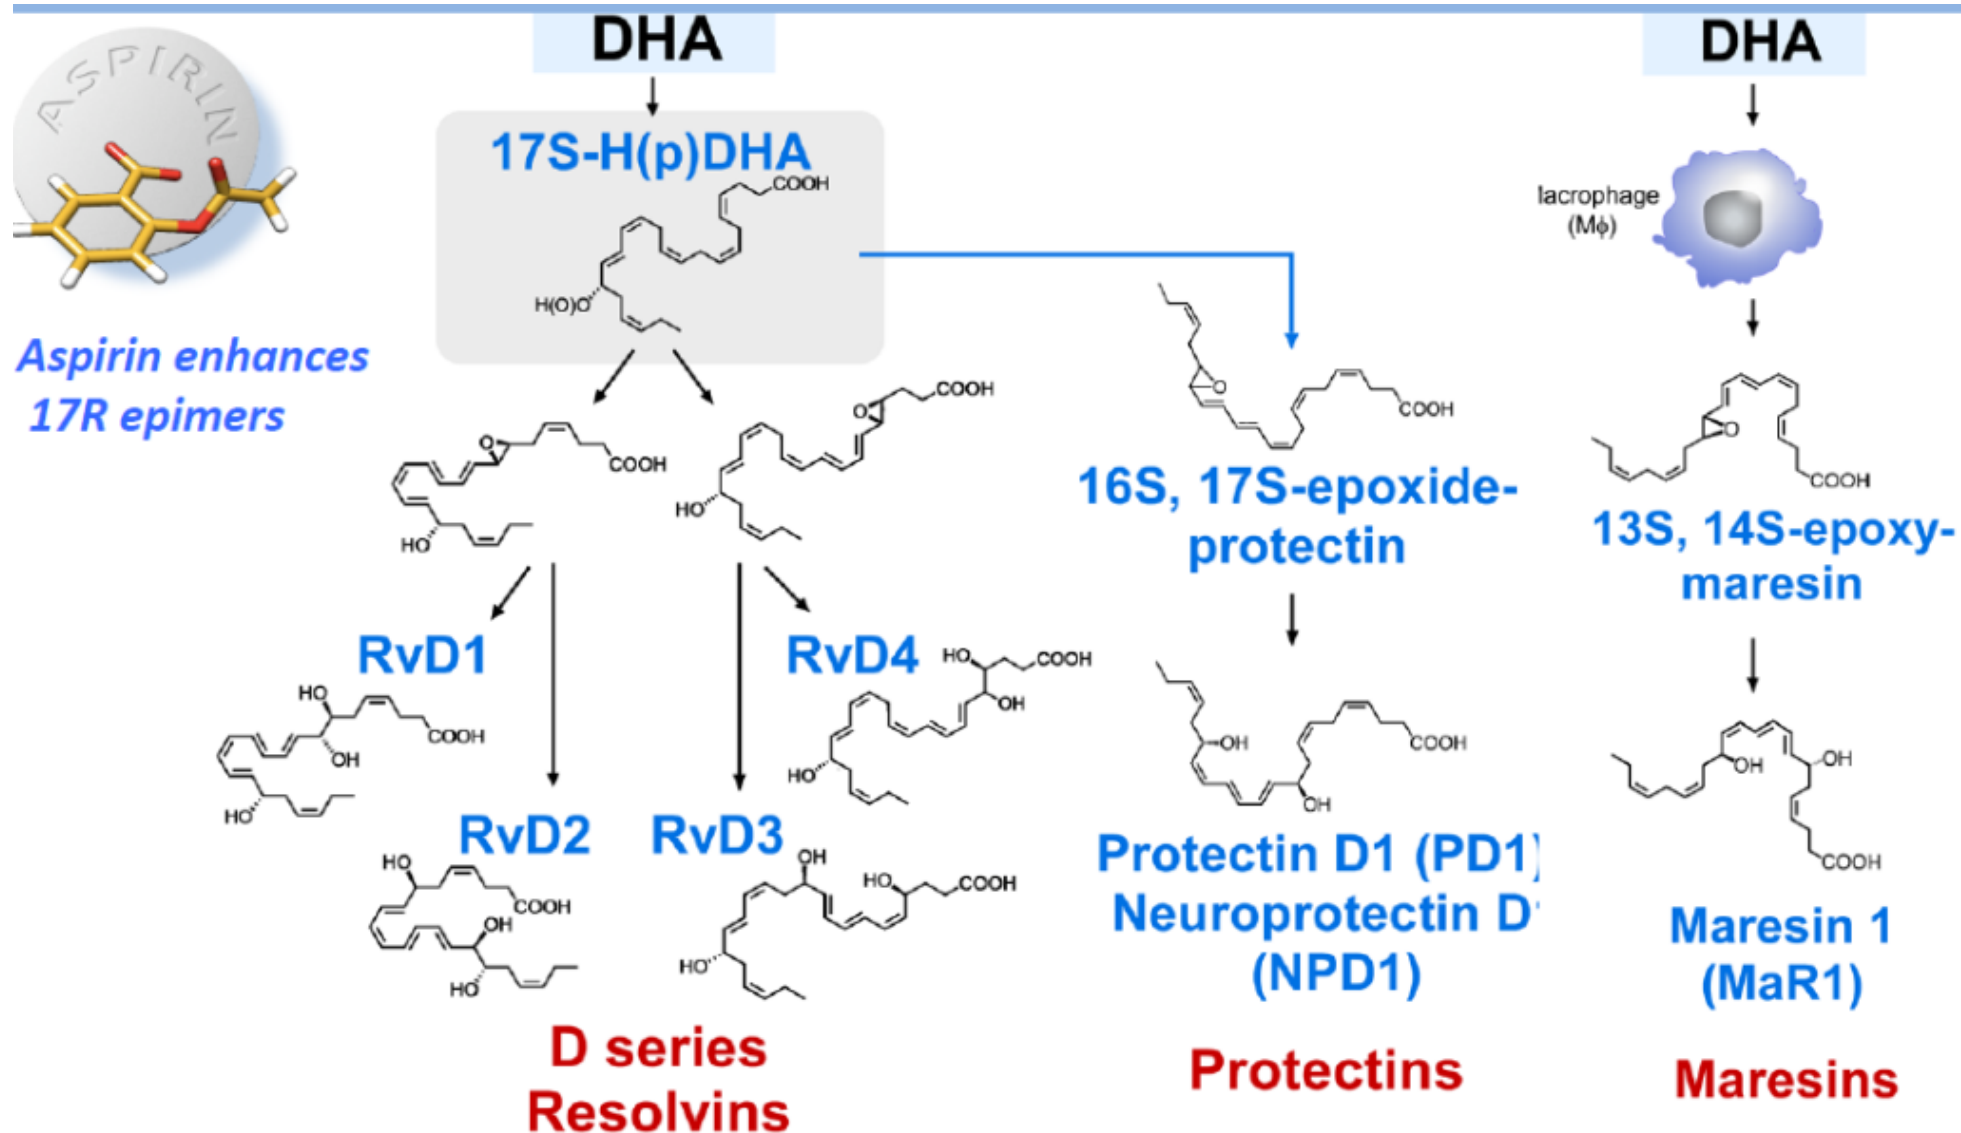 DHA
DHA
ASPIRIN
17S-H(p)DHA
COOH
H(O)O
lacrophage
(Mϕ)
Aspirin enhances
17R epimers
O
COOH
HO
O
COOH
HO
O
COOH
O
COOH
16S, 17S-epoxide-
protectin
13S, 14S-epoxy-
maresin
RvD1
HO
COOH
OH
HO
RvD4
HO
COOH
OH
HO
OH
COOH
OH
OH
OH
COOH
RvD2
HO
COOH
OH
HO
RvD3
OH
HO
COOH
HO
Protectin D1 (PD1)
Neuroprotectin D
(NPD1)
Maresin 1
(MaR1)
D series
Resolvins
Protectins
Maresins